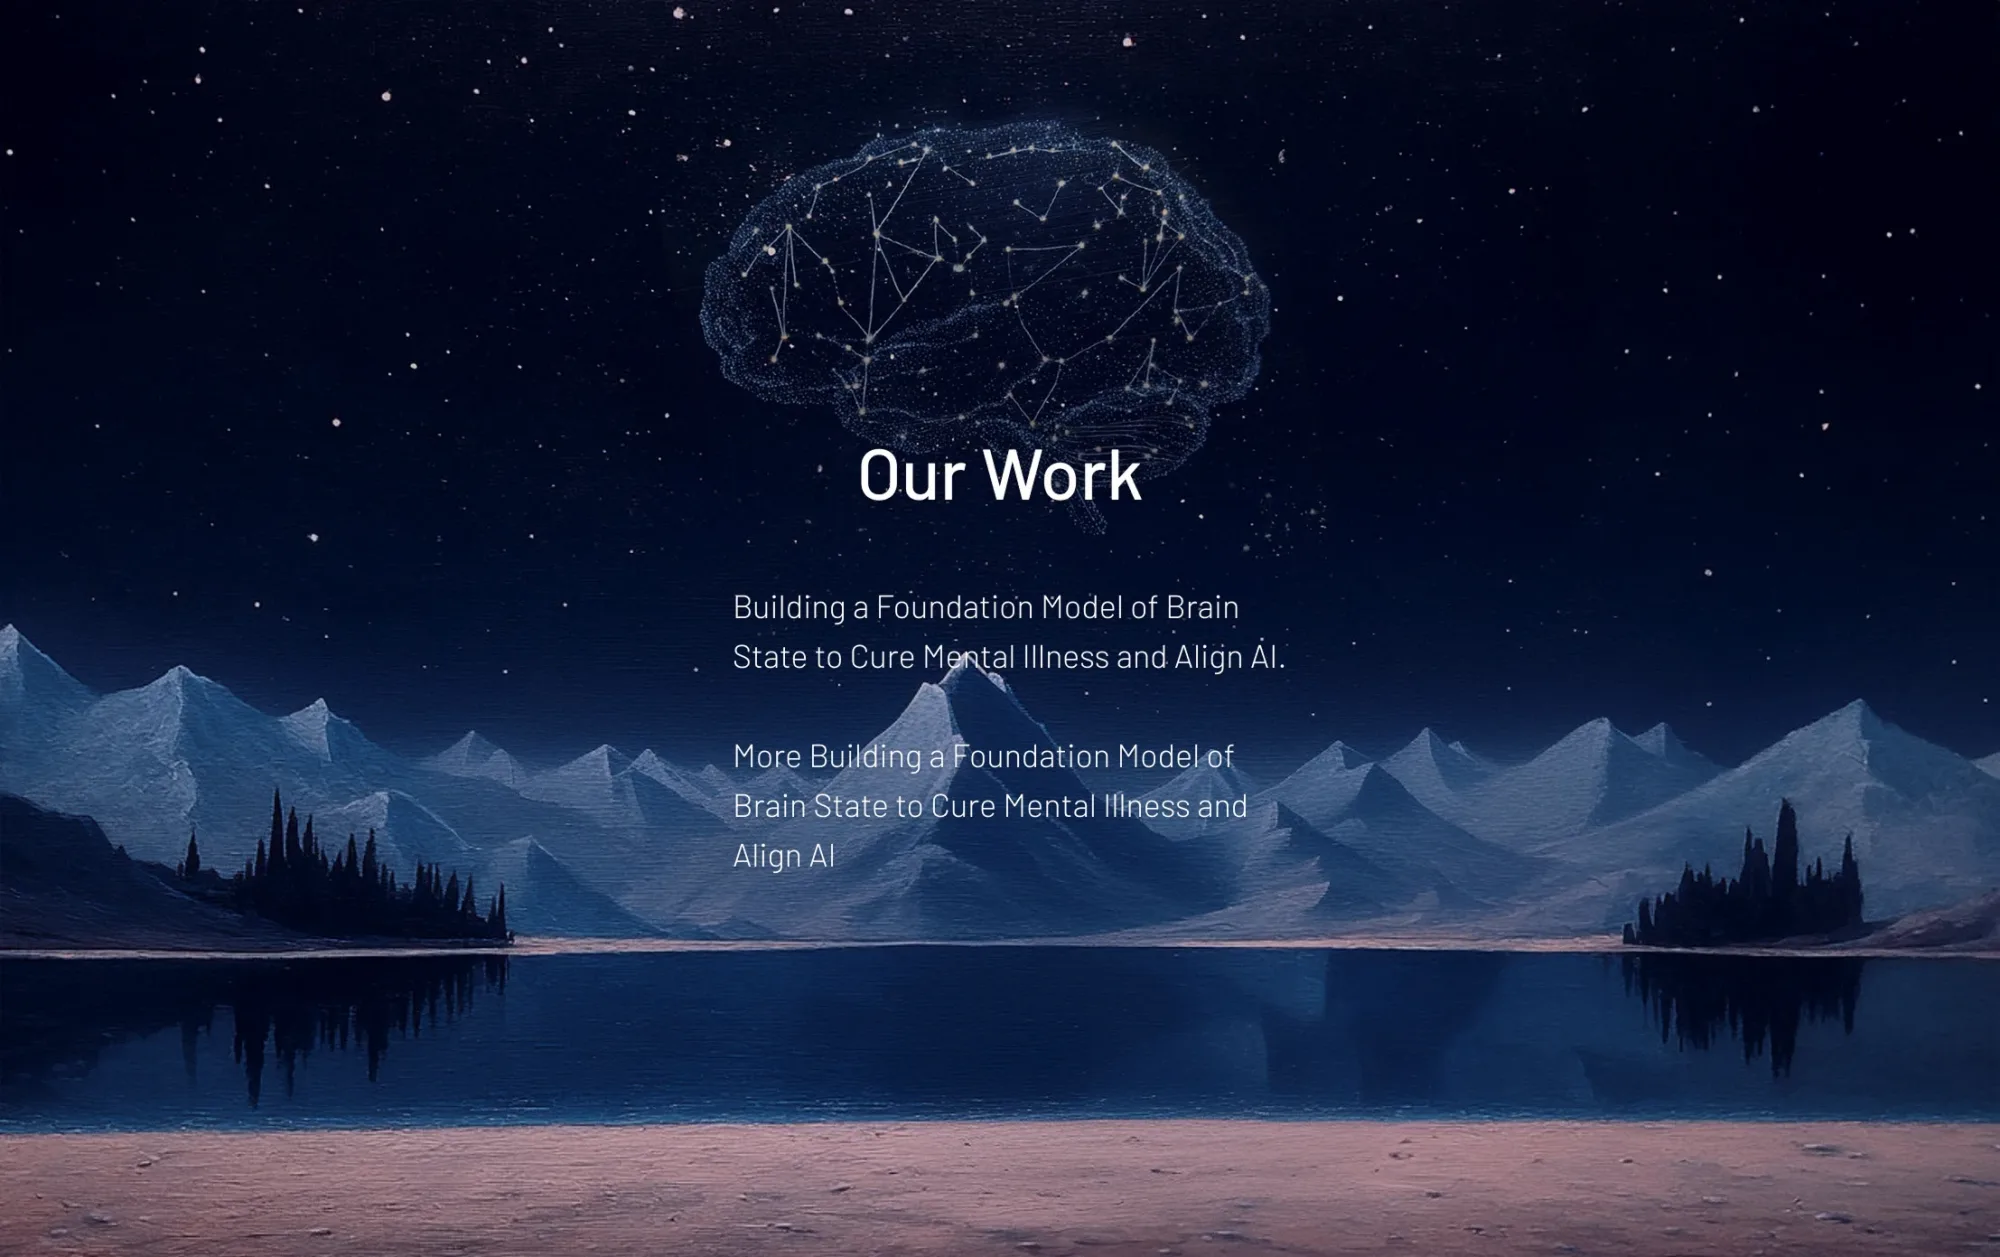 Our Work
Building a Foundation Model of Brain
State to Cure Mental Illness and Align AI.
More Building a Foundation Model of
Brain State to Cure Mental Illness and
Align AI